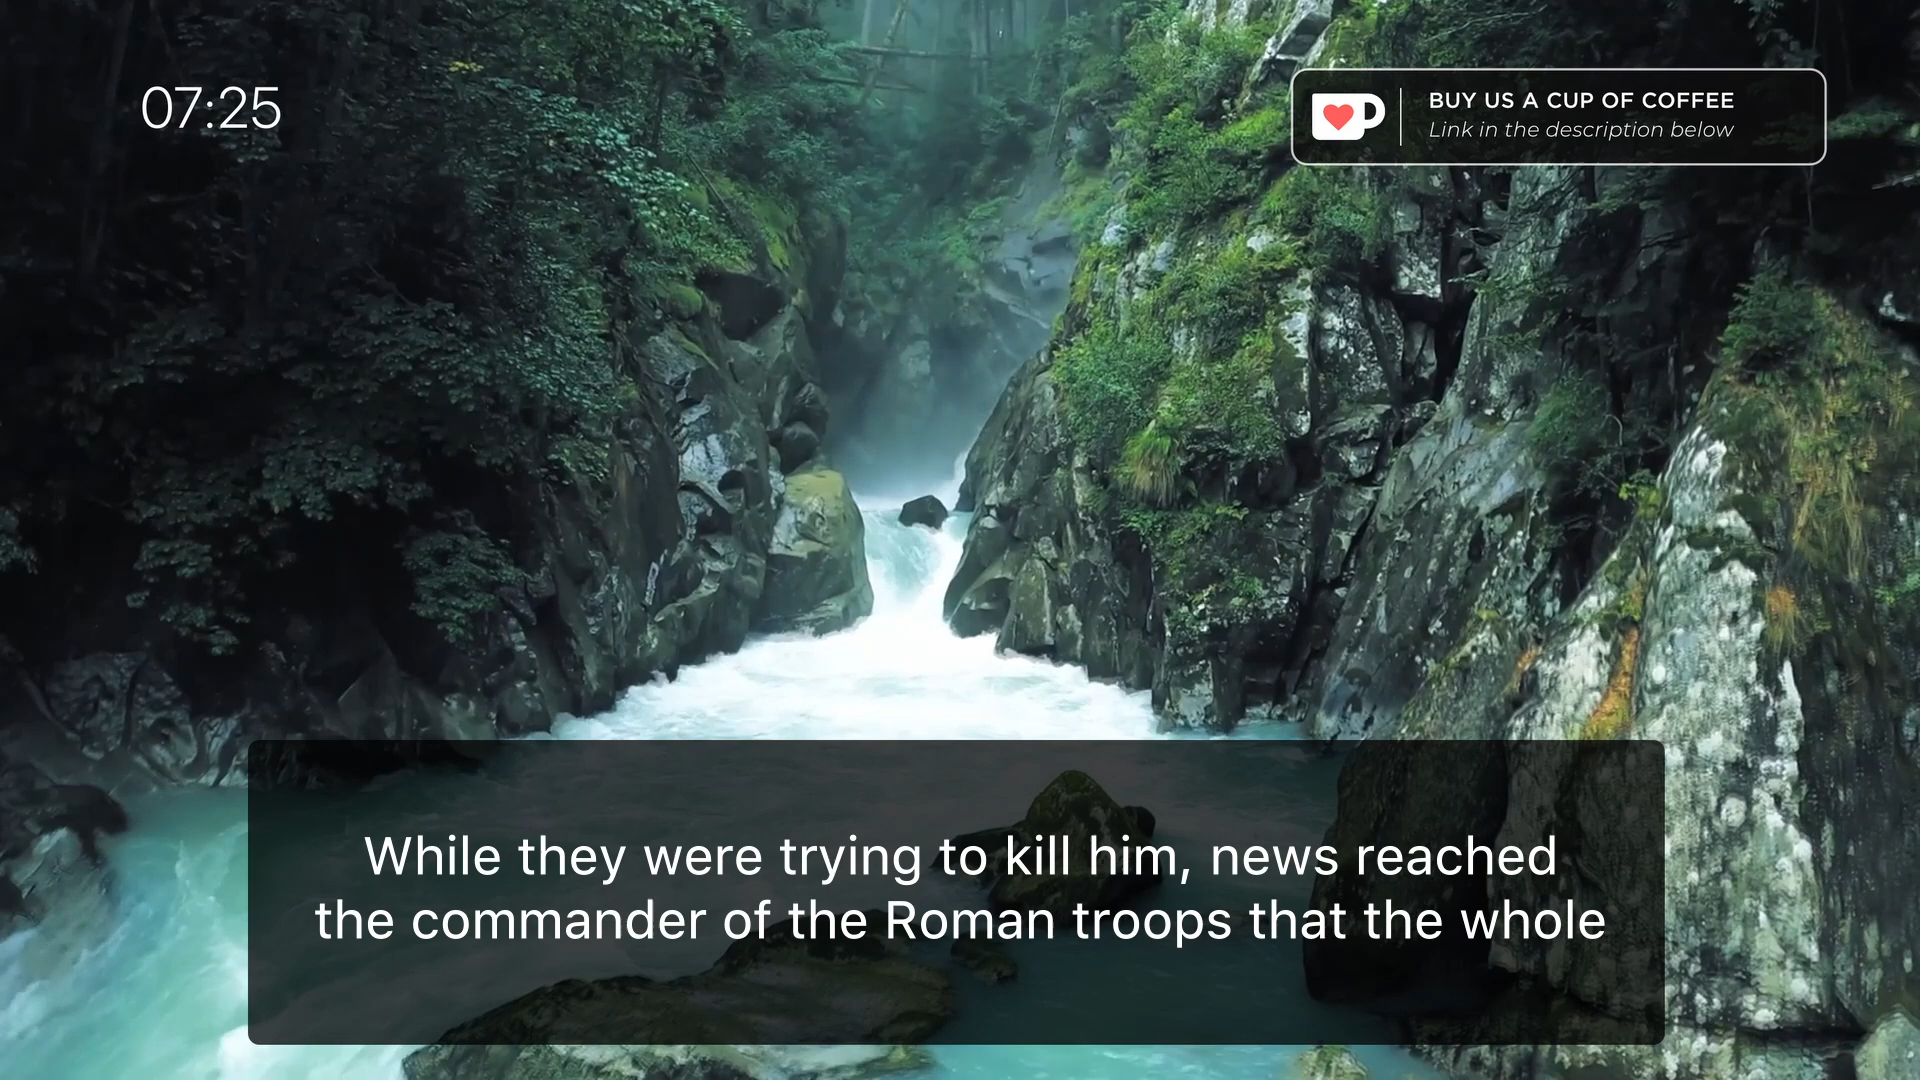 07:25
BUY US A CUP OF COFFEE
Link in the description below
While they were trying to kill him, news reached
the commander of the Roman troops that the whole